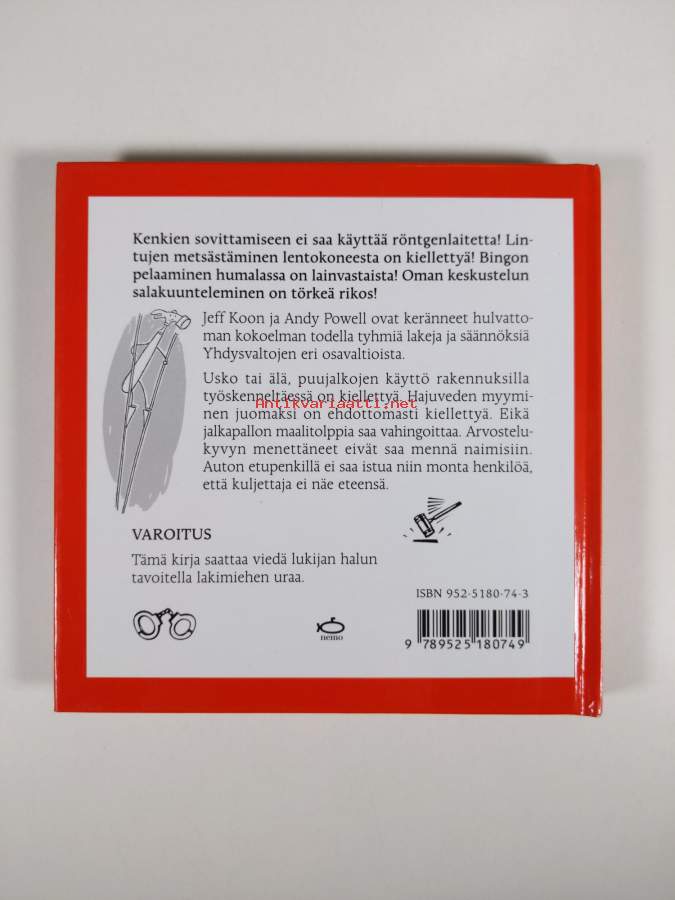 Kenkien sovittamiseen ei saa käyttää röntgenlaitetta! Lin-
tujen metsästäminen lentokoneesta on kiellettyä! Bingon
pelaaminen humalassa on lainvastaista! Oman keskustelun
salakuunteleminen on törkeä rikos!
Jeff Koon ja Andy Powell ovat keränneet hulvatto-
man kokoelman todella tyhmiä lakeja ja säännöksiä
Yhdysvaltojen eri osavaltioista.
Usko tai älä, puujalkojen käyttö rakennuksilla
työskenneltäessä on kiellettyä. Hajuveden myymi-
Antikvariaatti.net
nen juomaksi on ehdottomasti kiellettyä. Eikä
jalkapallon maalitolppia saa vahingoittaa. Arvostelu-
kyvyn menettäneet eivät saa mennä naimisiin.
Auton etupenkillä ei saa istua niin monta henkilöä,
että kuljettaja ei näe eteensä.
VAROITUS
Tämä kirja saattaa viedä lukijan halun
tavoitella lakimiehen uraa.
ISBN 952-5180-74-3
nemo
9 789525 180749